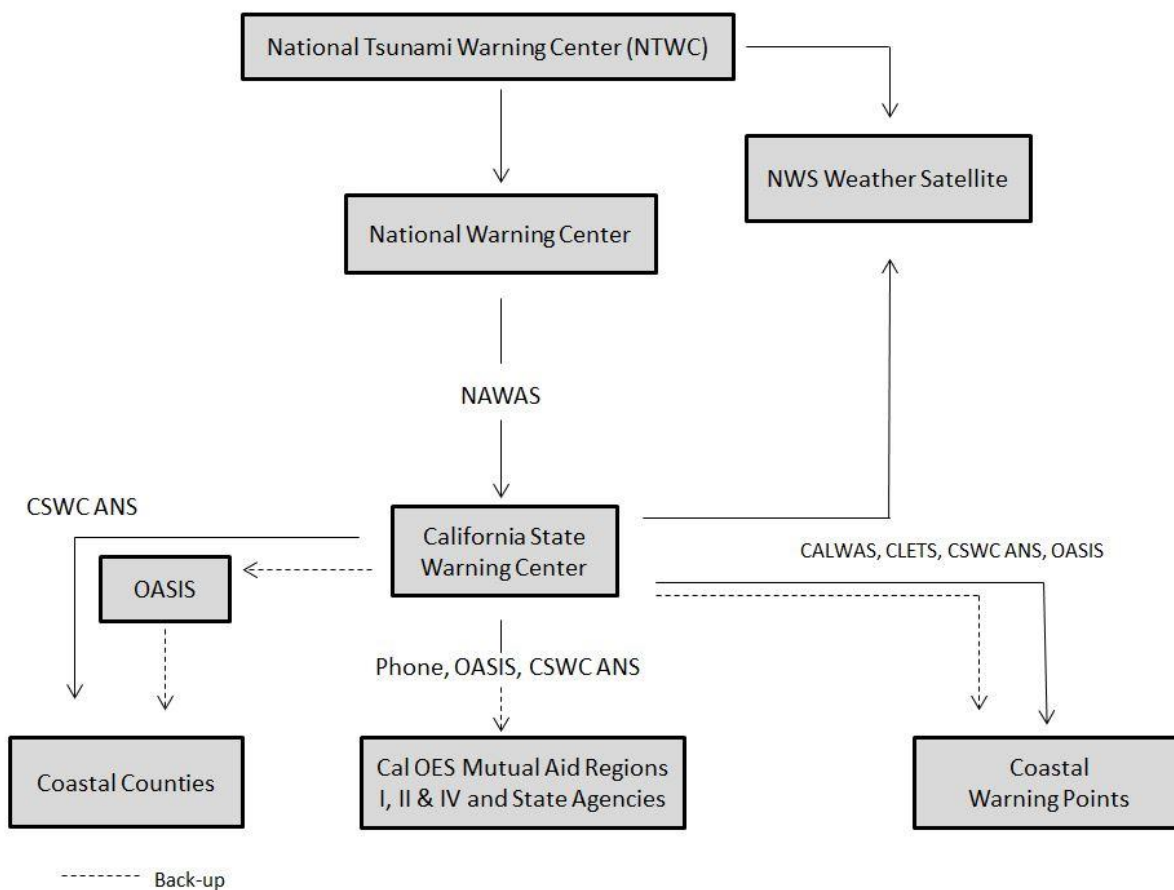 National Tsunami Warning Center (NTWC)
NWS Weather Satellite
National Warning Center
NAWAS
CSWC ANS
California State
Warning Center
CALWAS, CLETS, CSWC ANS, OASIS
OASIS
Phone, OASIS, CSWC ANS
Coastal Counties
Cal OES Mutual Aid Regions
I, II & IV and State Agencies
Coastal
Warning Points
Back-up